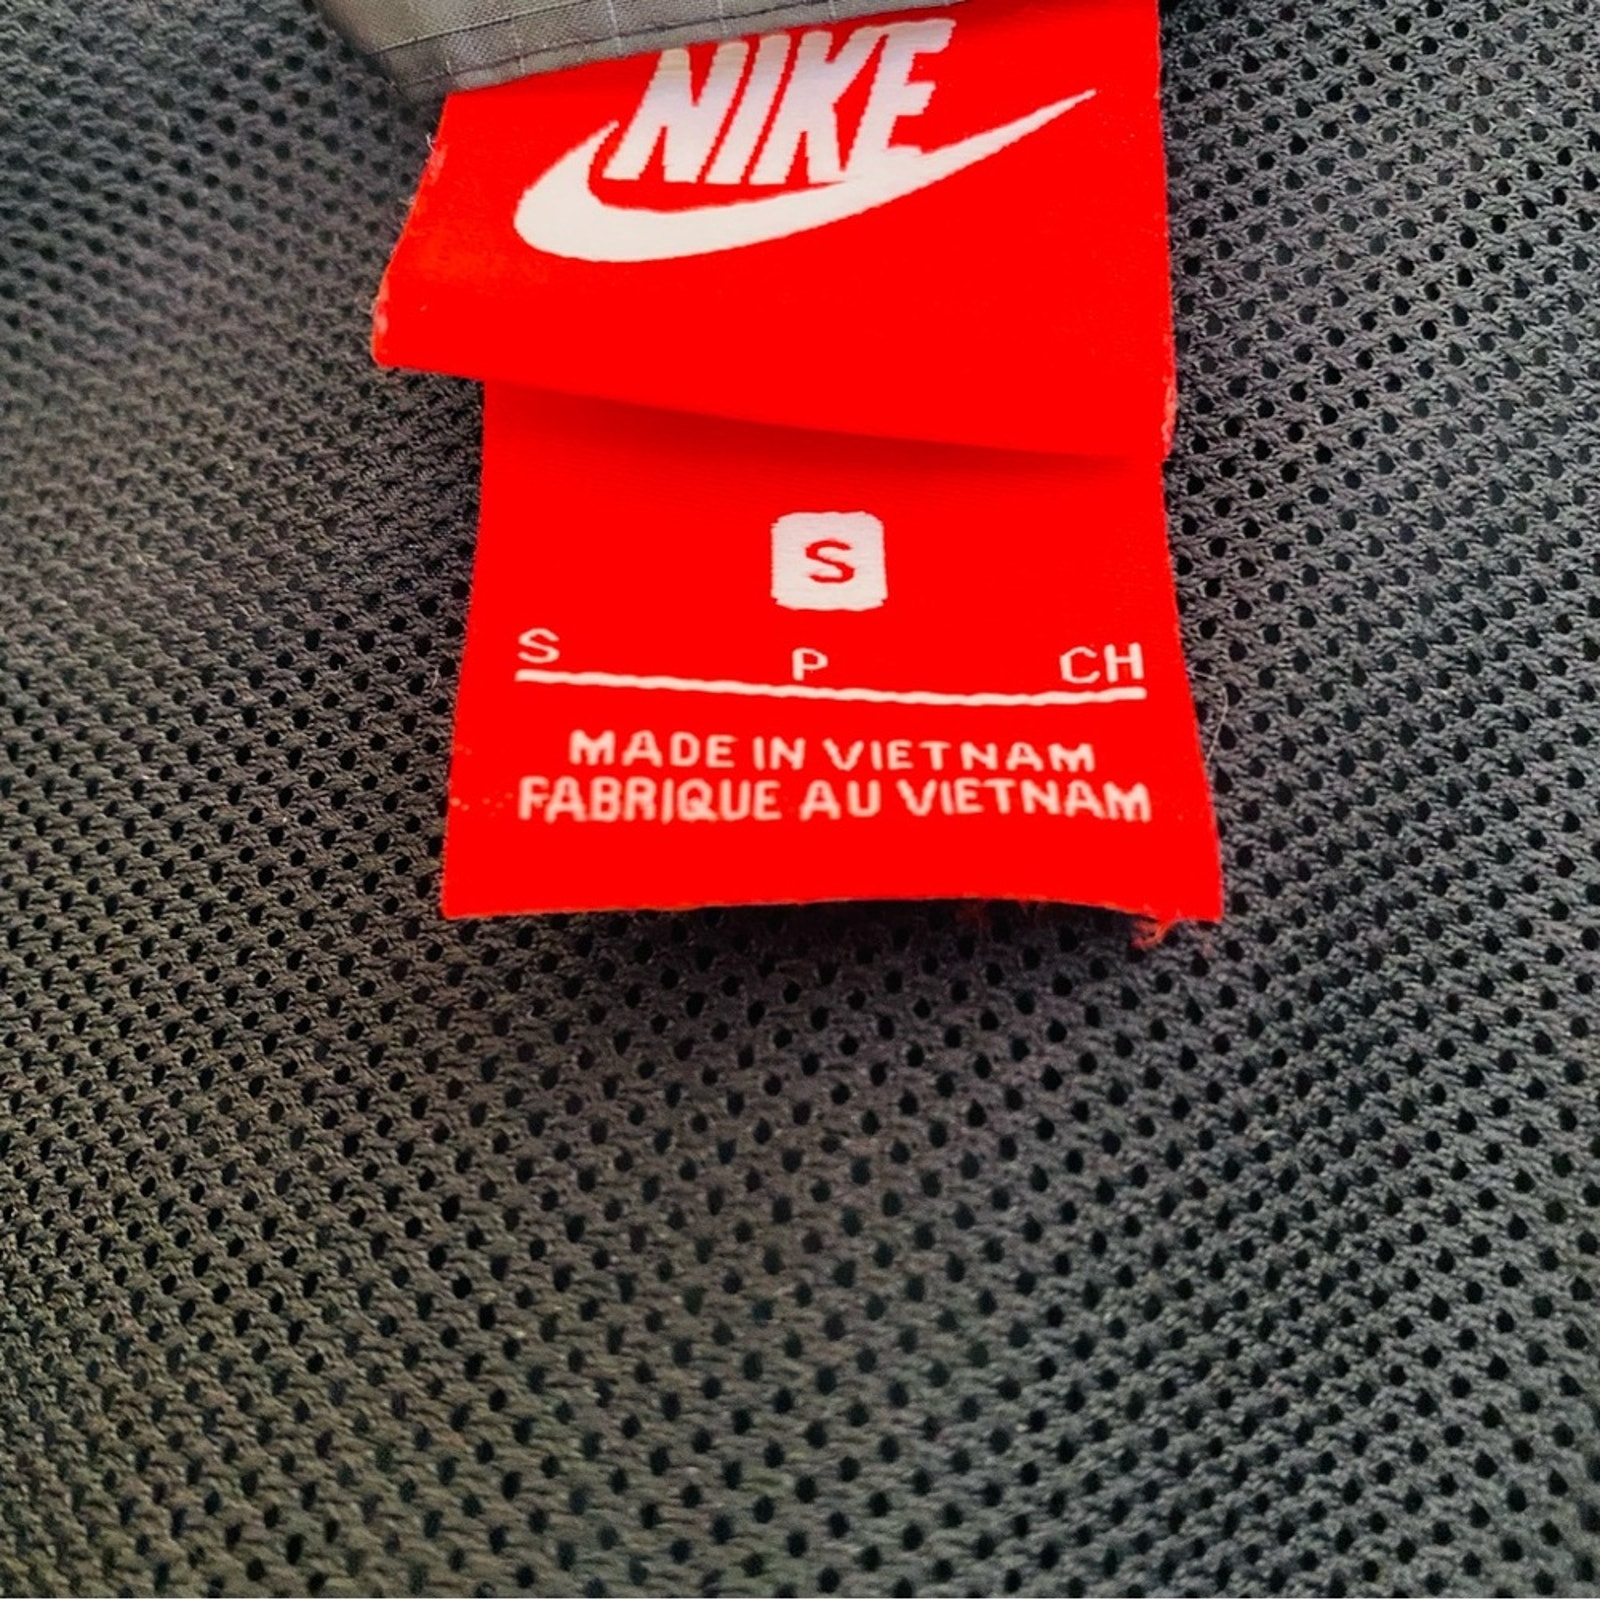 NIKE
S
S P CH
MADE IN VIETNAM
FABRIQUE AU VIETNAM